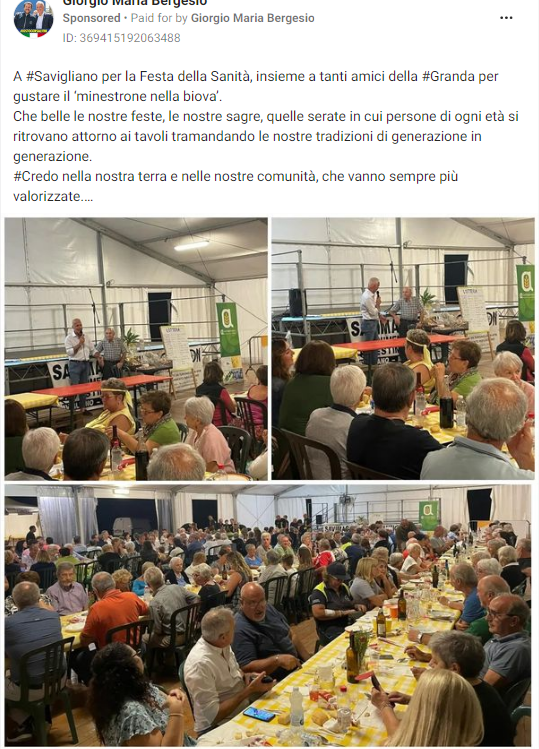 Giorgio Maria Bergesio
Sponsored • Paid for by Giorgio Maria Bergesio
ID: 369415192063488
A #Savigliano per la Festa della Sanità, insieme a tanti amici della #Granda per
gustare il ‘minestrone nella biova’.
Che belle le nostre feste, le nostre sagre, quelle serate in cui persone di ogni età si
ritrovano attorno ai tavoli tramandando le nostre tradizioni di generazione in
generazione.
#Credo nella nostra terra e nelle nostre comunità, che vanno sempre più
valorizzate....